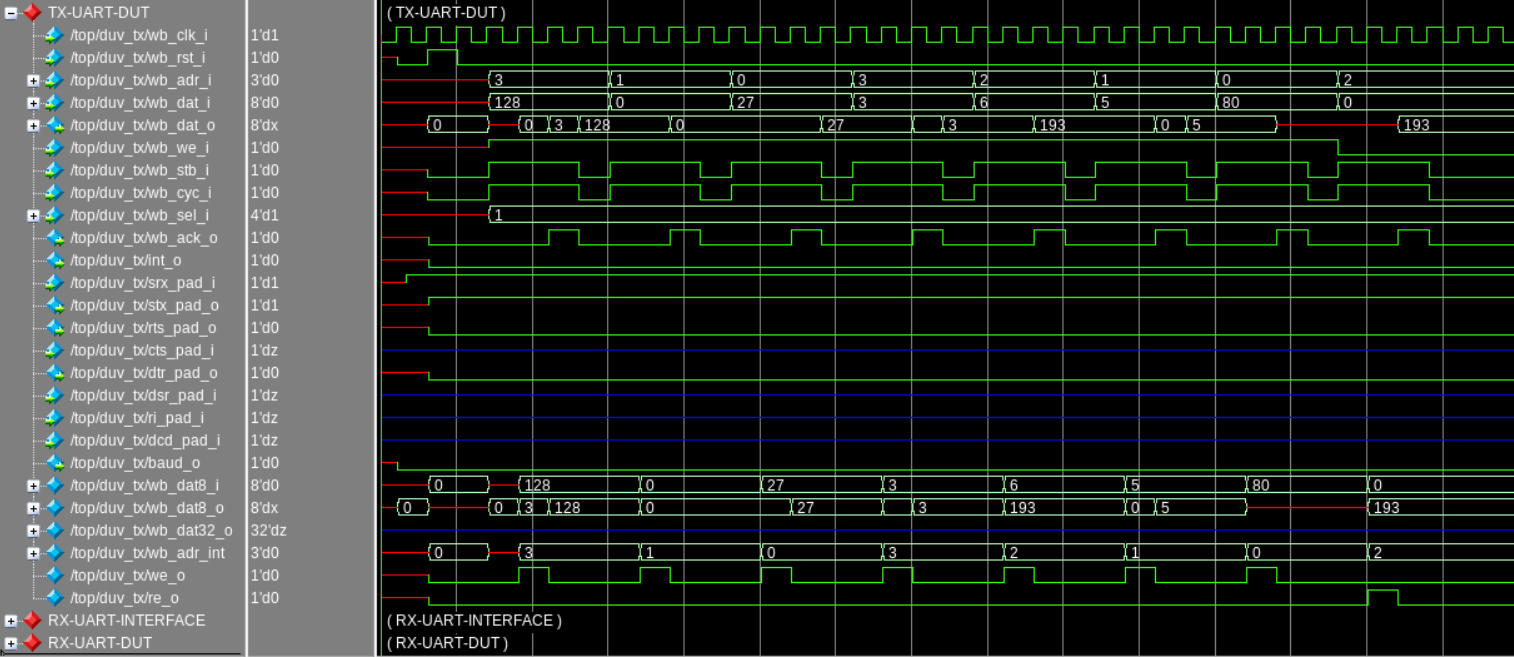 TX-UART-DUT ( TX-UART-DUT )
/top/duv_tx/wb_clk_i 1'd1
/top/duv_tx/wb_rst_i 1'd0
/top/duv_tx/wb_adr_i 3'd0 3 1 0 3 2 1 0 2
/top/duv_tx/wb_dat_i 8'd0 128 0 27 3 6 5 80 0
/top/duv_tx/wb_dat_o 8'dx 0 0 3 128 0 27 3 193 0 5 193
/top/duv_tx/wb_we_i 1'd0
/top/duv_tx/wb_stb_i 1'd0
/top/duv_tx/wb_cyc_i 1'd0
/top/duv_tx/wb_sel_i 4'd1 1
/top/duv_tx/wb_ack_o 1'd0
/top/duv_tx/int_o 1'd0
/top/duv_tx/srx_pad_i 1'd1
/top/duv_tx/stx_pad_o 1'd1
/top/duv_tx/rts_pad_o 1'd0
/top/duv_tx/cts_pad_i 1'dz
/top/duv_tx/dtr_pad_o 1'd0
/top/duv_tx/dsr_pad_i 1'dz
/top/duv_tx/ri_pad_i 1'dz
/top/duv_tx/dcd_pad_i 1'dz
/top/duv_tx/baud_o 1'd0
/top/duv_tx/wb_dat8_i 8'd0 0 128 0 27 3 6 5 80 0
/top/duv_tx/wb_dat8_o 8'dx 0 0 3 128 0 27 3 193 0 5 193
/top/duv_tx/wb_dat32_o 32'dz
/top/duv_tx/wb_adr_int 3'd0 0 3 1 0 3 2 1 0 2
/top/duv_tx/we_o 1'd0
/top/duv_tx/re_o 1'd0
RX-UART-INTERFACE ( RX-UART-INTERFACE )
RX-UART-DUT ( RX-UART-DUT )